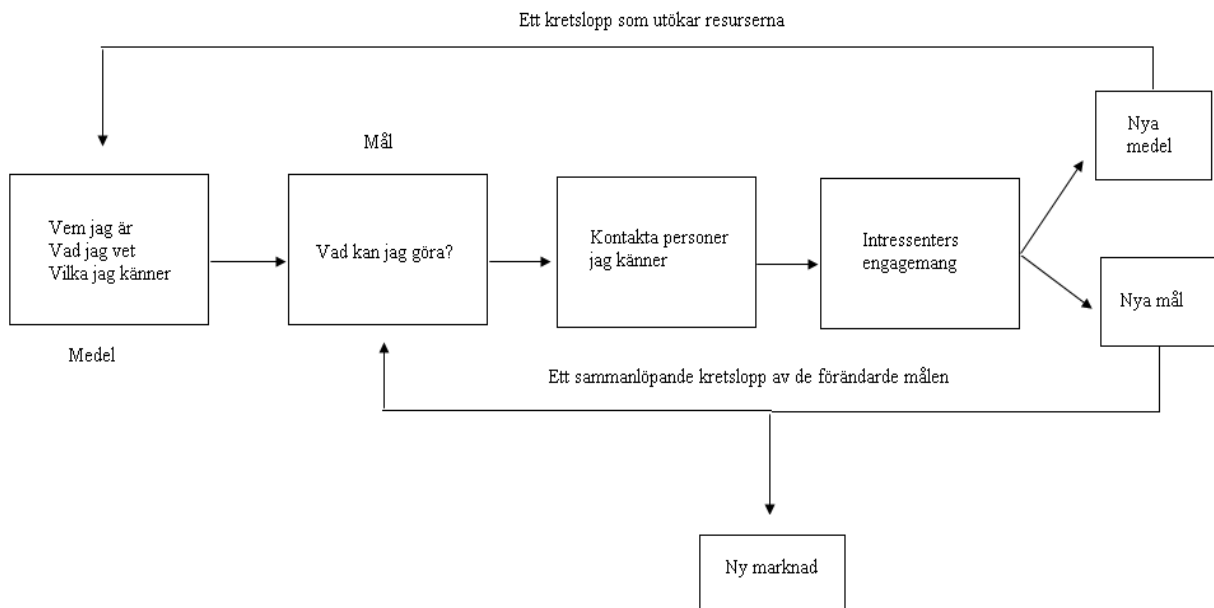 Ett kretslopp som utökar resurserna
Nya
medel
Mål
Vem jag är
Vad jag vet
Vilka jag känner
Vad kan jag göra?
Kontakta personer
jag känner
Intressenters
engagemang
Nya mål
Medel
Ett sammanlöpande kretslopp av de förändarde målen
Ny marknad